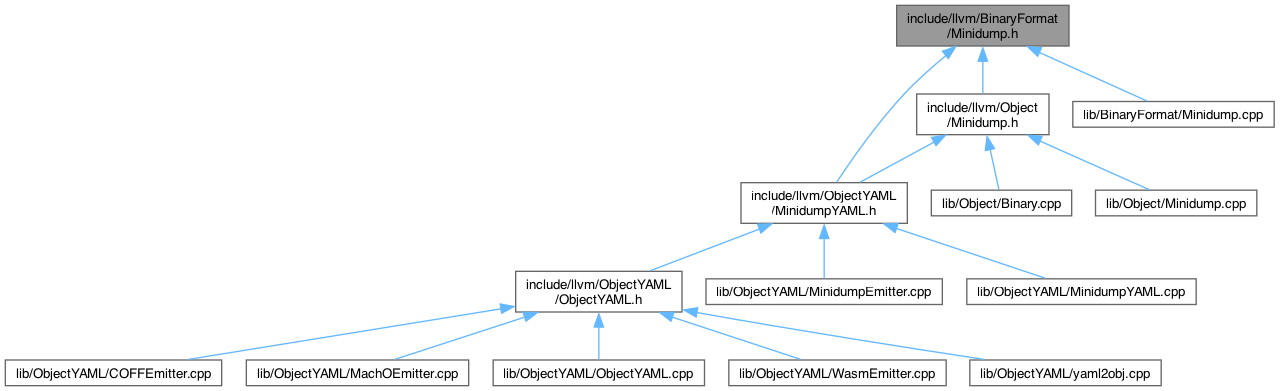 include/llvm/BinaryFormat
/Minidump.h
include/llvm/Object
/Minidump.h
lib/BinaryFormat/Minidump.cpp
include/llvm/ObjectYAML
/MinidumpYAML.h
lib/Object/Binary.cpp
lib/Object/Minidump.cpp
include/llvm/ObjectYAML
/ObjectYAML.h
lib/ObjectYAML/MinidumpEmitter.cpp
lib/ObjectYAML/MinidumpYAML.cpp
lib/ObjectYAML/COFFEmitter.cpp
lib/ObjectYAML/MachOEmitter.cpp
lib/ObjectYAML/ObjectYAML.cpp
lib/ObjectYAML/WasmEmitter.cpp
lib/ObjectYAML/yaml2obj.cpp